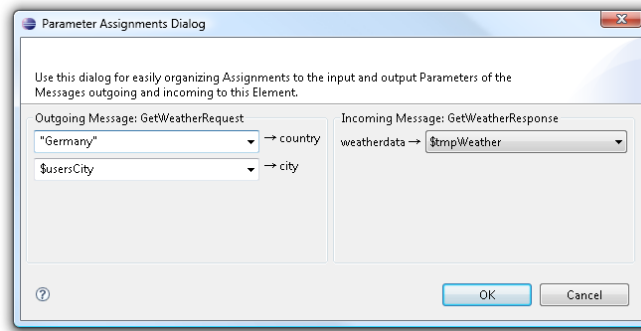 Parameter Assignments Dialog
Use this dialog for easily organizing Assignments to the input and output Parameters of the
Messages outgoing and incoming to this Element.
Outgoing Message: GetWeatherRequest
"Germany" → country
$usersCity → city
Incoming Message: GetWeatherResponse
weatherdata → $tmpWeather
OK
Cancel